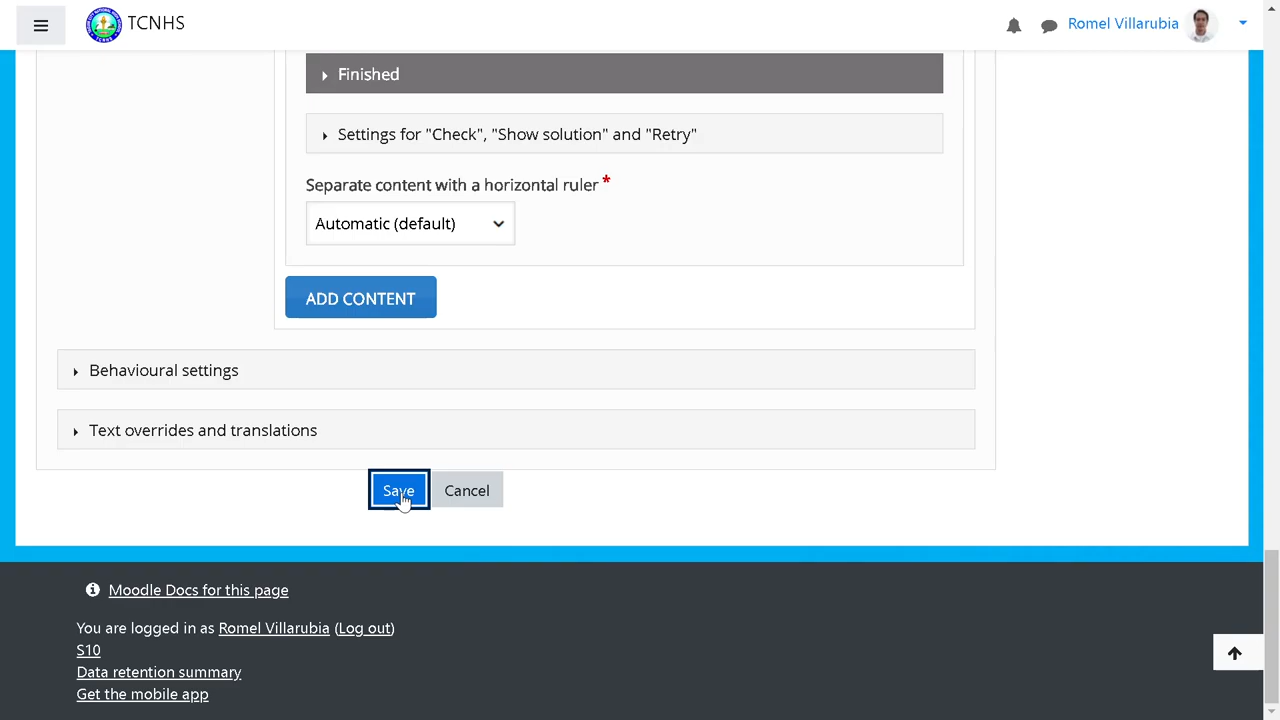 TCNHS
Romel Villarubia
Finished
Settings for "Check", "Show solution" and "Retry"
Separate content with a horizontal ruler *
Automatic (default)
ADD CONTENT
Behavioural settings
Text overrides and translations
Save Cancel
Moodle Docs for this page
You are logged in as Romel Villarubia (Log out)
S10
Data retention summary
Get the mobile app